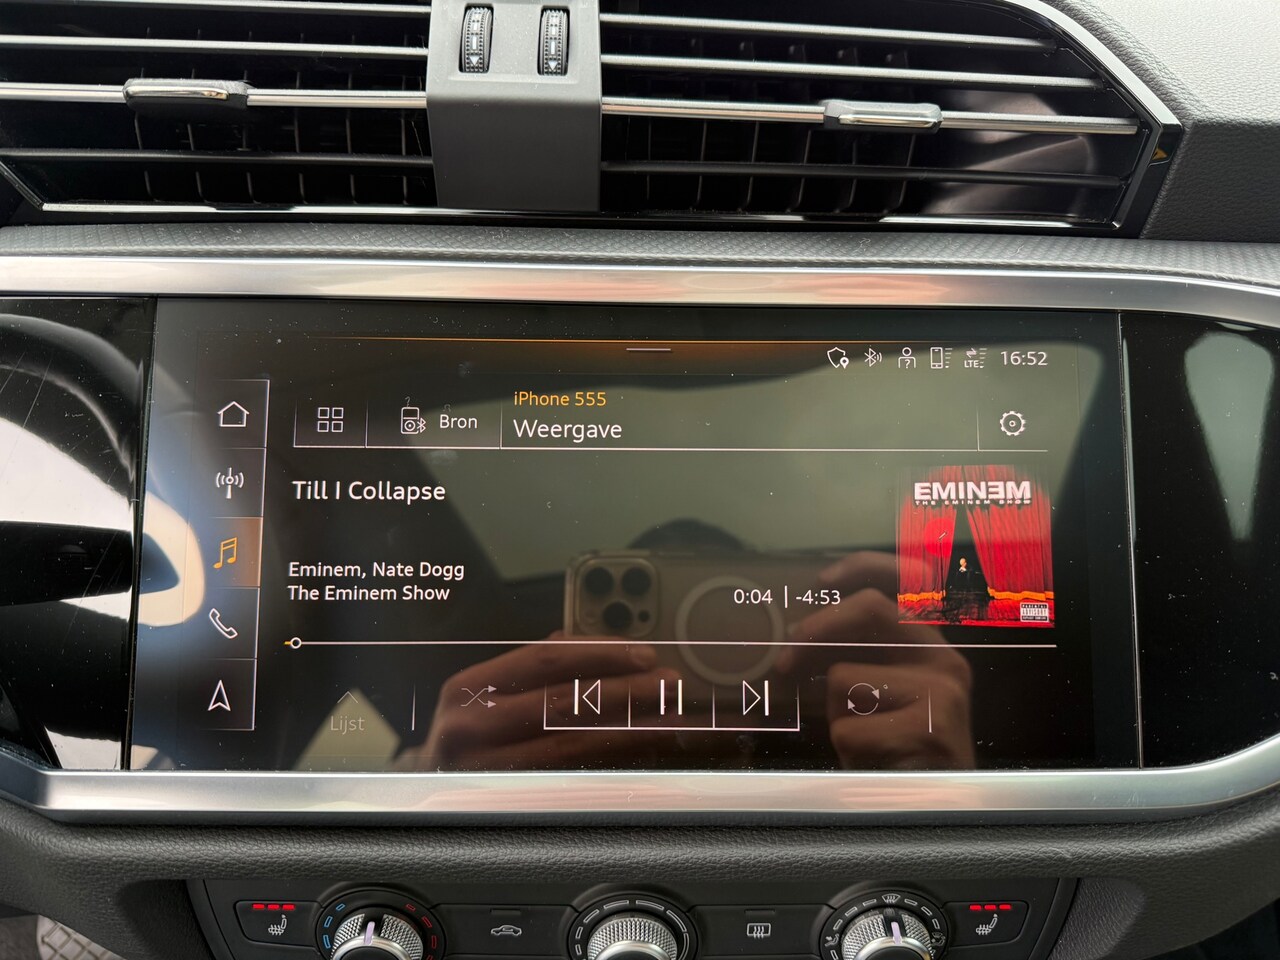 LTE
16:52
Bron
iPhone 555
Weergave
Till I Collapse
EMINEM
THE EMINEM SHOW
Eminem, Nate Dogg
The Eminem Show
0:04 | -4:53
Lijst